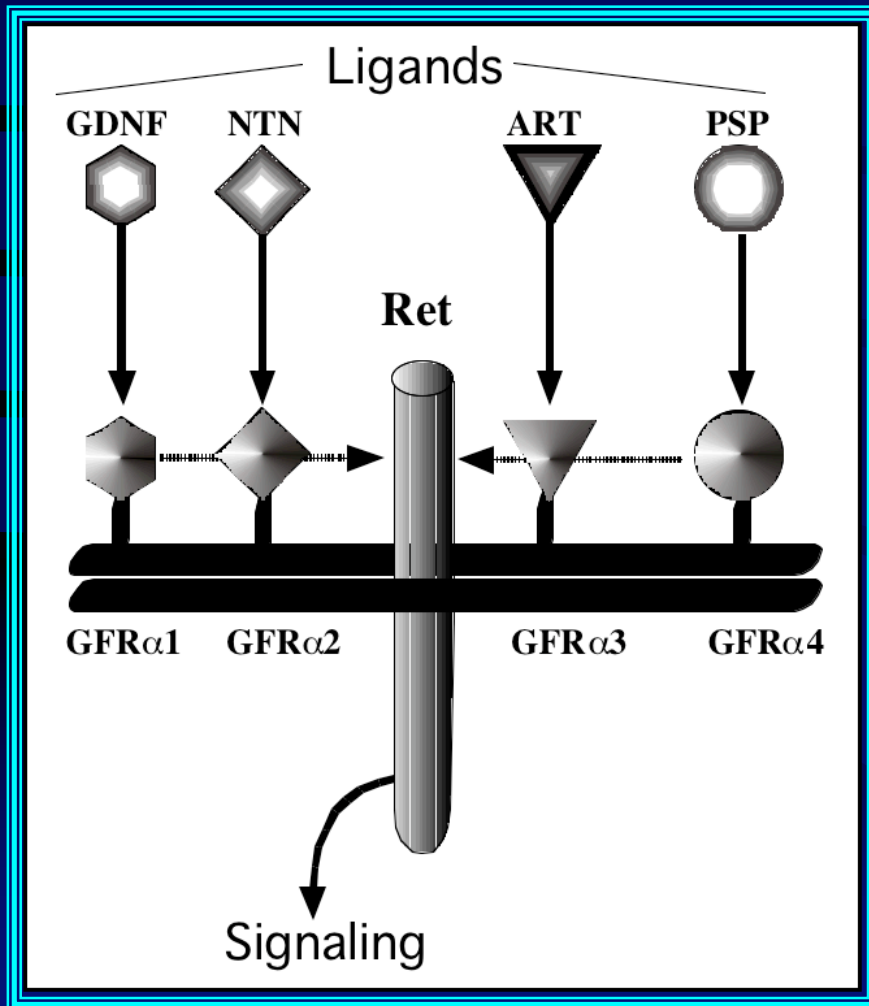 Ligands
GDNF NTN ART PSP
Ret
GFRα1 GFRα2 GFRα3 GFRα4
Signaling